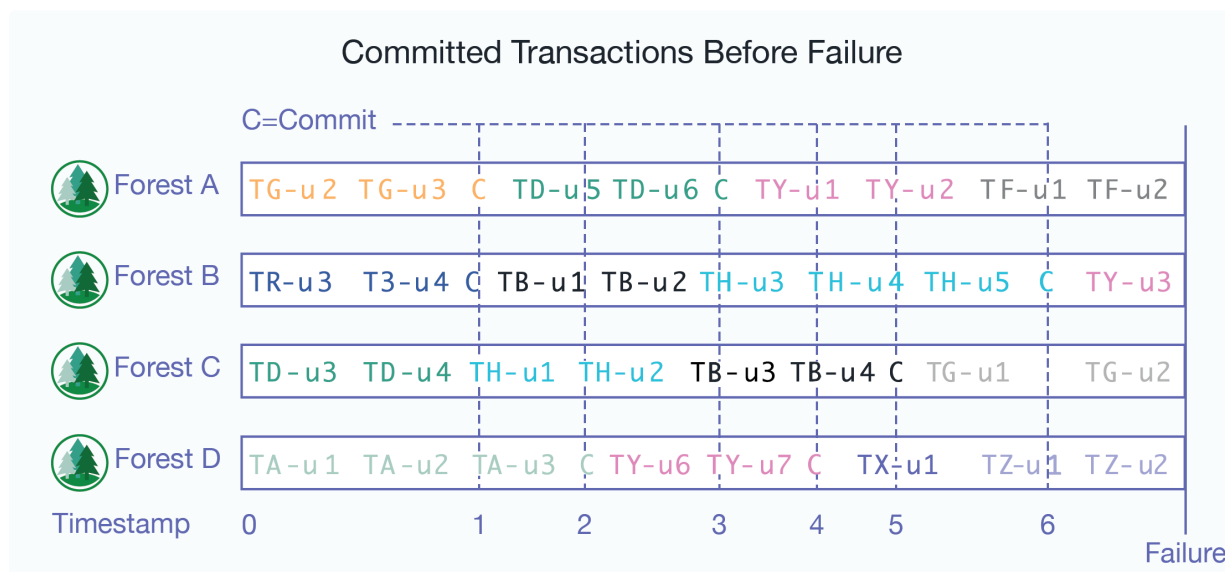 Committed Transactions Before Failure
C=Commit
Forest A TG-u2 TG-u3 C TD-u5 TD-u6 C TY-u1 TY-u2 TF-u1 TF-u2
Forest B TR-u3 T3-u4 C TB-u1 TB-u2 TH-u3 TH-u4 TH-u5 C TY-u3
Forest C TD-u3 TD-u4 TH-u1 TH-u2 TB-u3 TB-u4 C TG-u1 TG-u2
Forest D TA-u1 TA-u2 TA-u3 C TY-u6 TY-u7 C TX-u1 TZ-u1 TZ-u2
Timestamp 0 1 2 3 4 5 6
Failure